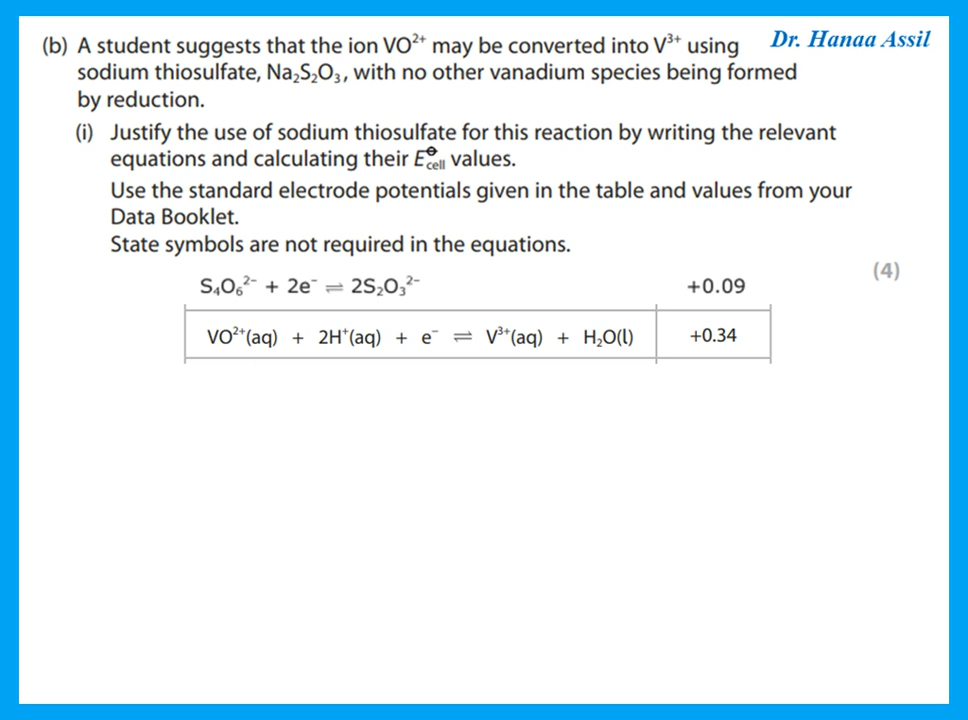 Dr. Hanaa Assil
(b) A student suggests that the ion VO²⁺ may be converted into V³⁺ using
sodium thiosulfate, Na₂S₂O₃, with no other vanadium species being formed
by reduction.
(i) Justify the use of sodium thiosulfate for this reaction by writing the relevant
equations and calculating their E⦵cell values.
Use the standard electrode potentials given in the table and values from your
Data Booklet.
State symbols are not required in the equations.
(4)
S₄O₆²⁻ + 2e⁻ ⇌ 2S₂O₃²⁻ +0.09
VO²⁺(aq) + 2H⁺(aq) + e⁻ ⇌ V³⁺(aq) + H₂O(l) +0.34